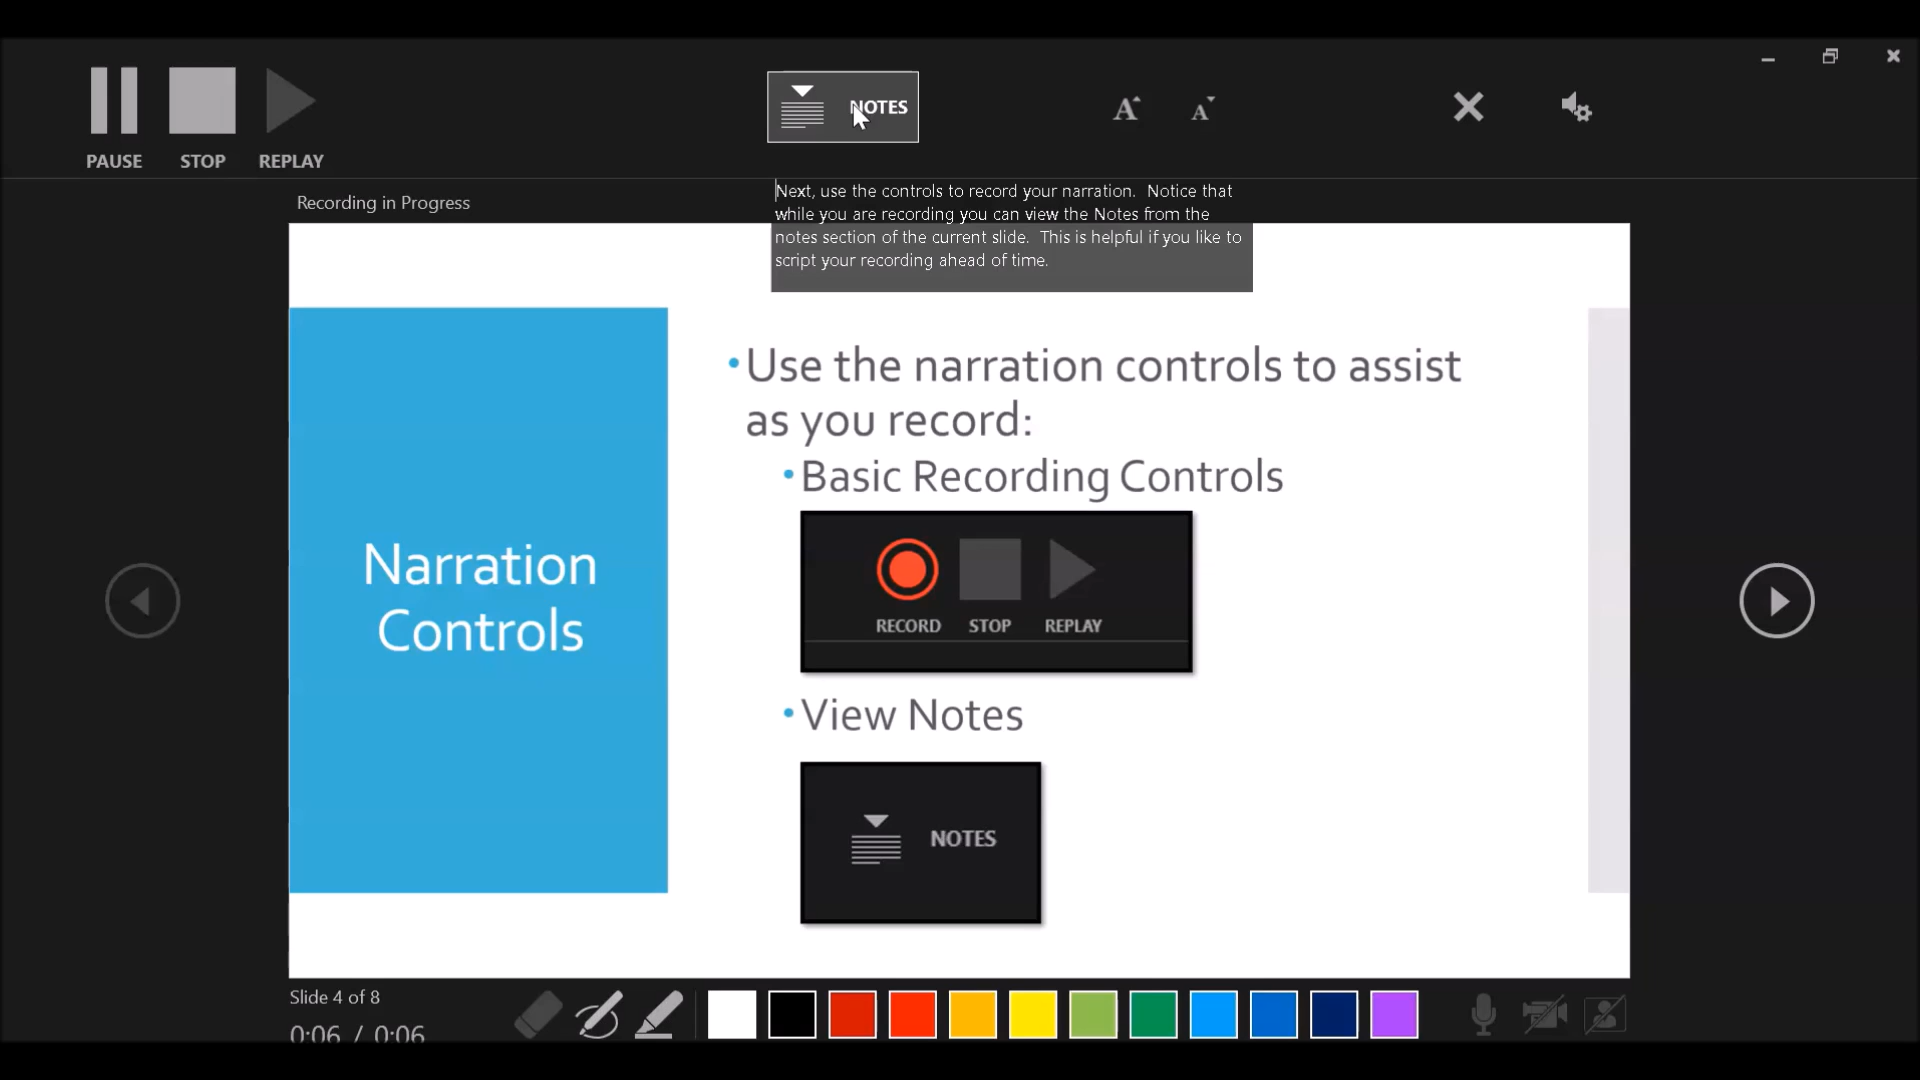 PAUSE
STOP
REPLAY
NOTES
A
A
Recording in Progress
Next, use the controls to record your narration.  Notice that
while you are recording you can view the Notes from the
notes section of the current slide.  This is helpful if you like to
script your recording ahead of time.
Narration
Controls
•Use the narration controls to assist
as you record:
•Basic Recording Controls
RECORD
STOP
REPLAY
•View Notes
NOTES
Slide 4 of 8
0:06 / 0:06